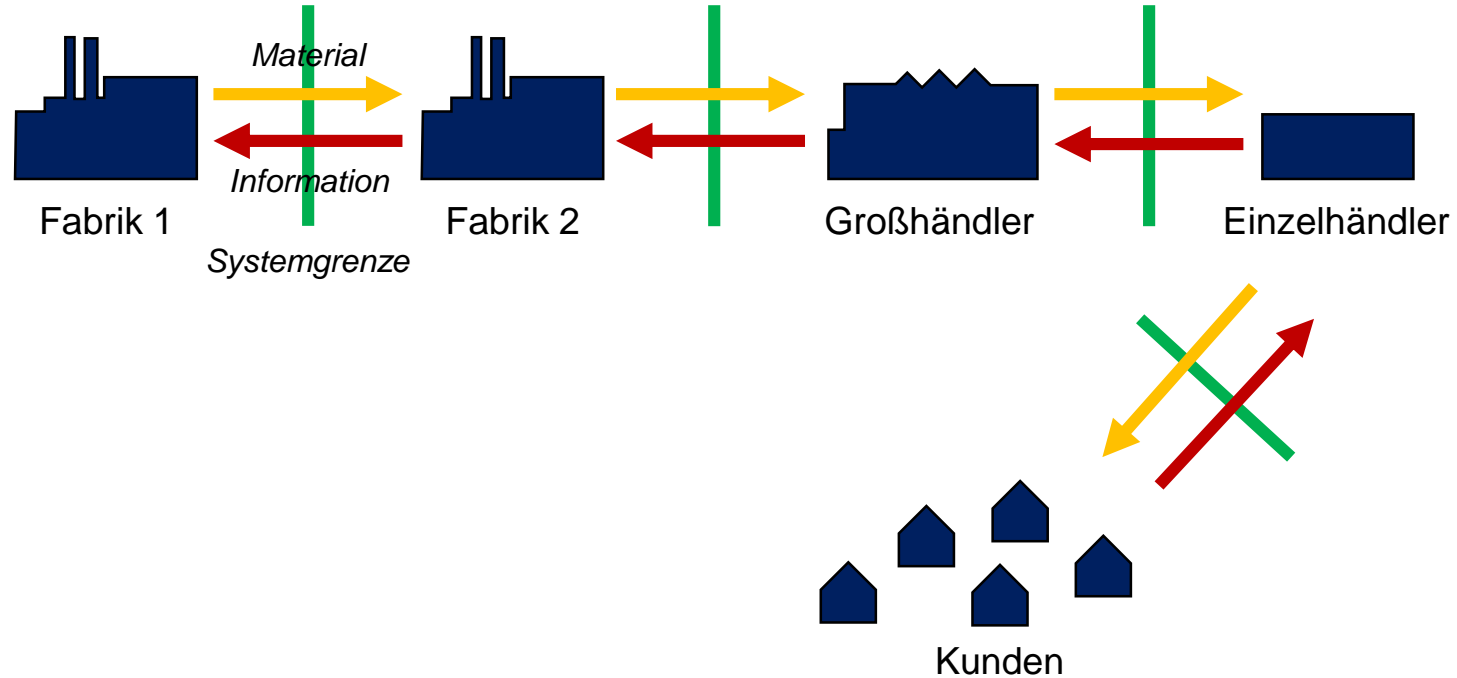 Material
Information
Fabrik 1
Fabrik 2
Großhändler
Einzelhändler
Systemgrenze
Kunden